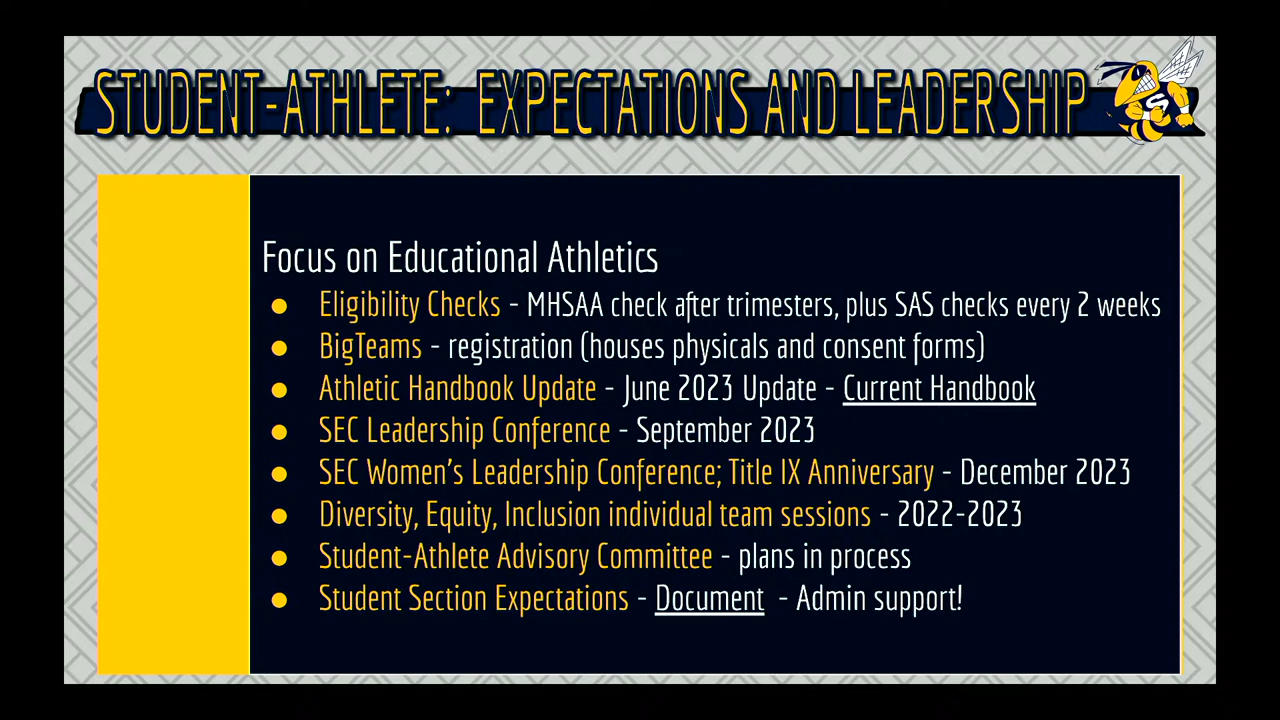 STUDENT-ATHLETE: EXPECTATIONS AND LEADERSHIP
Focus on Educational Athletics
● Eligibility Checks - MHSAA check after trimesters, plus SAS checks every 2 weeks
● BigTeams - registration (houses physicals and consent forms)
● Athletic Handbook Update - June 2023 Update - Current Handbook
● SEC Leadership Conference - September 2023
● SEC Women's Leadership Conference; Title IX Anniversary - December 2023
● Diversity, Equity, Inclusion individual team sessions - 2022-2023
● Student-Athlete Advisory Committee - plans in process
● Student Section Expectations - Document - Admin support!